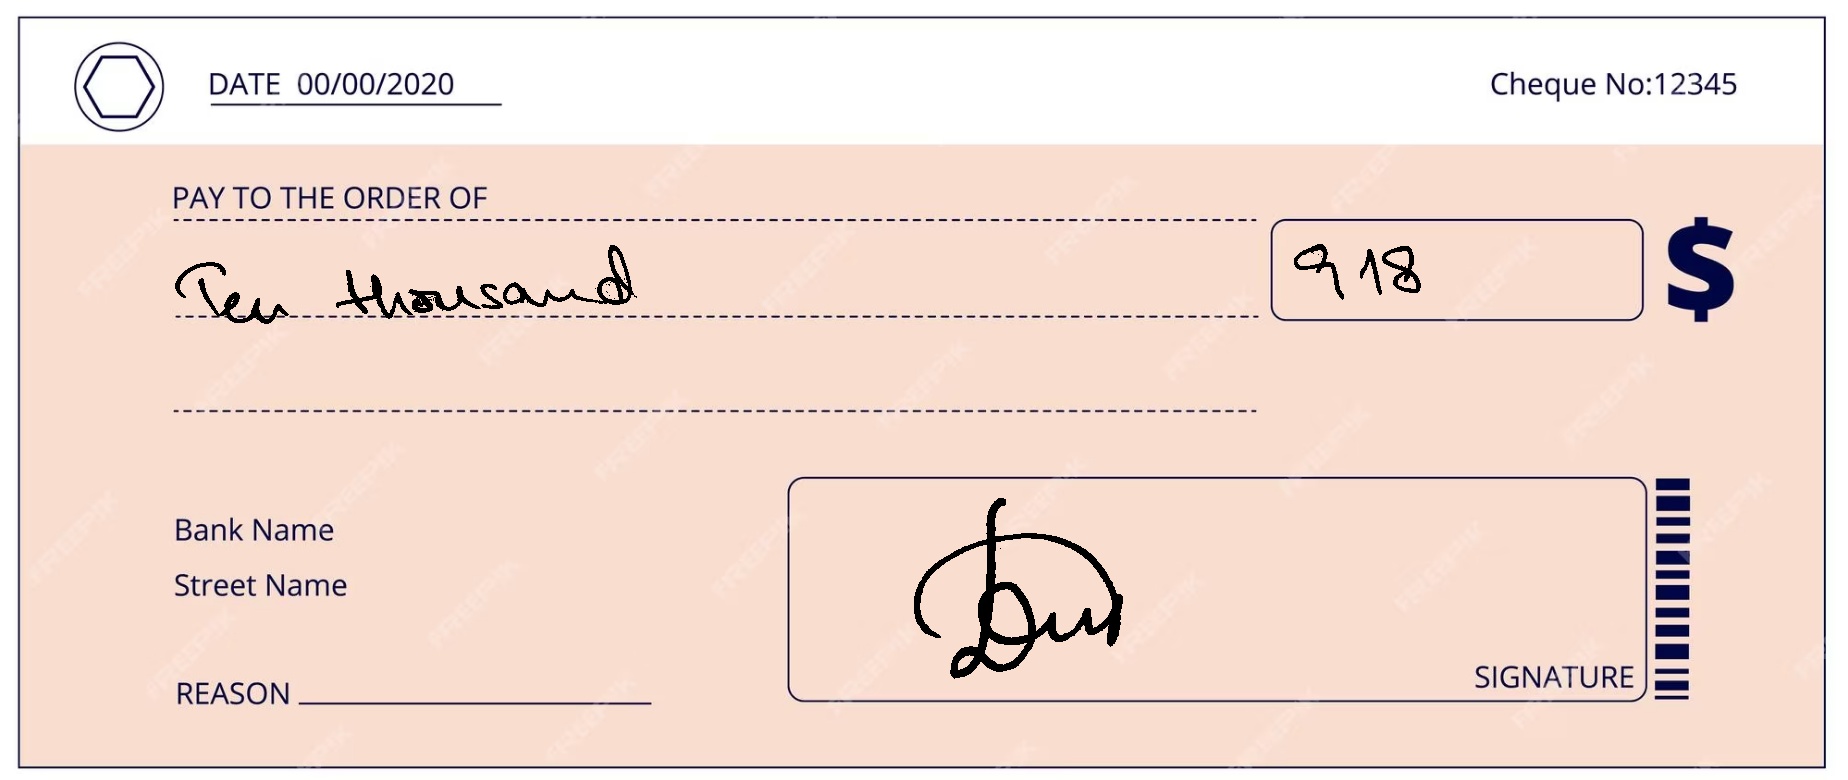 DATE 00/00/2020
Cheque No:12345
PAY TO THE ORDER OF
Ten thousand
918
$
Bank Name
Street Name
REASON
SIGNATURE